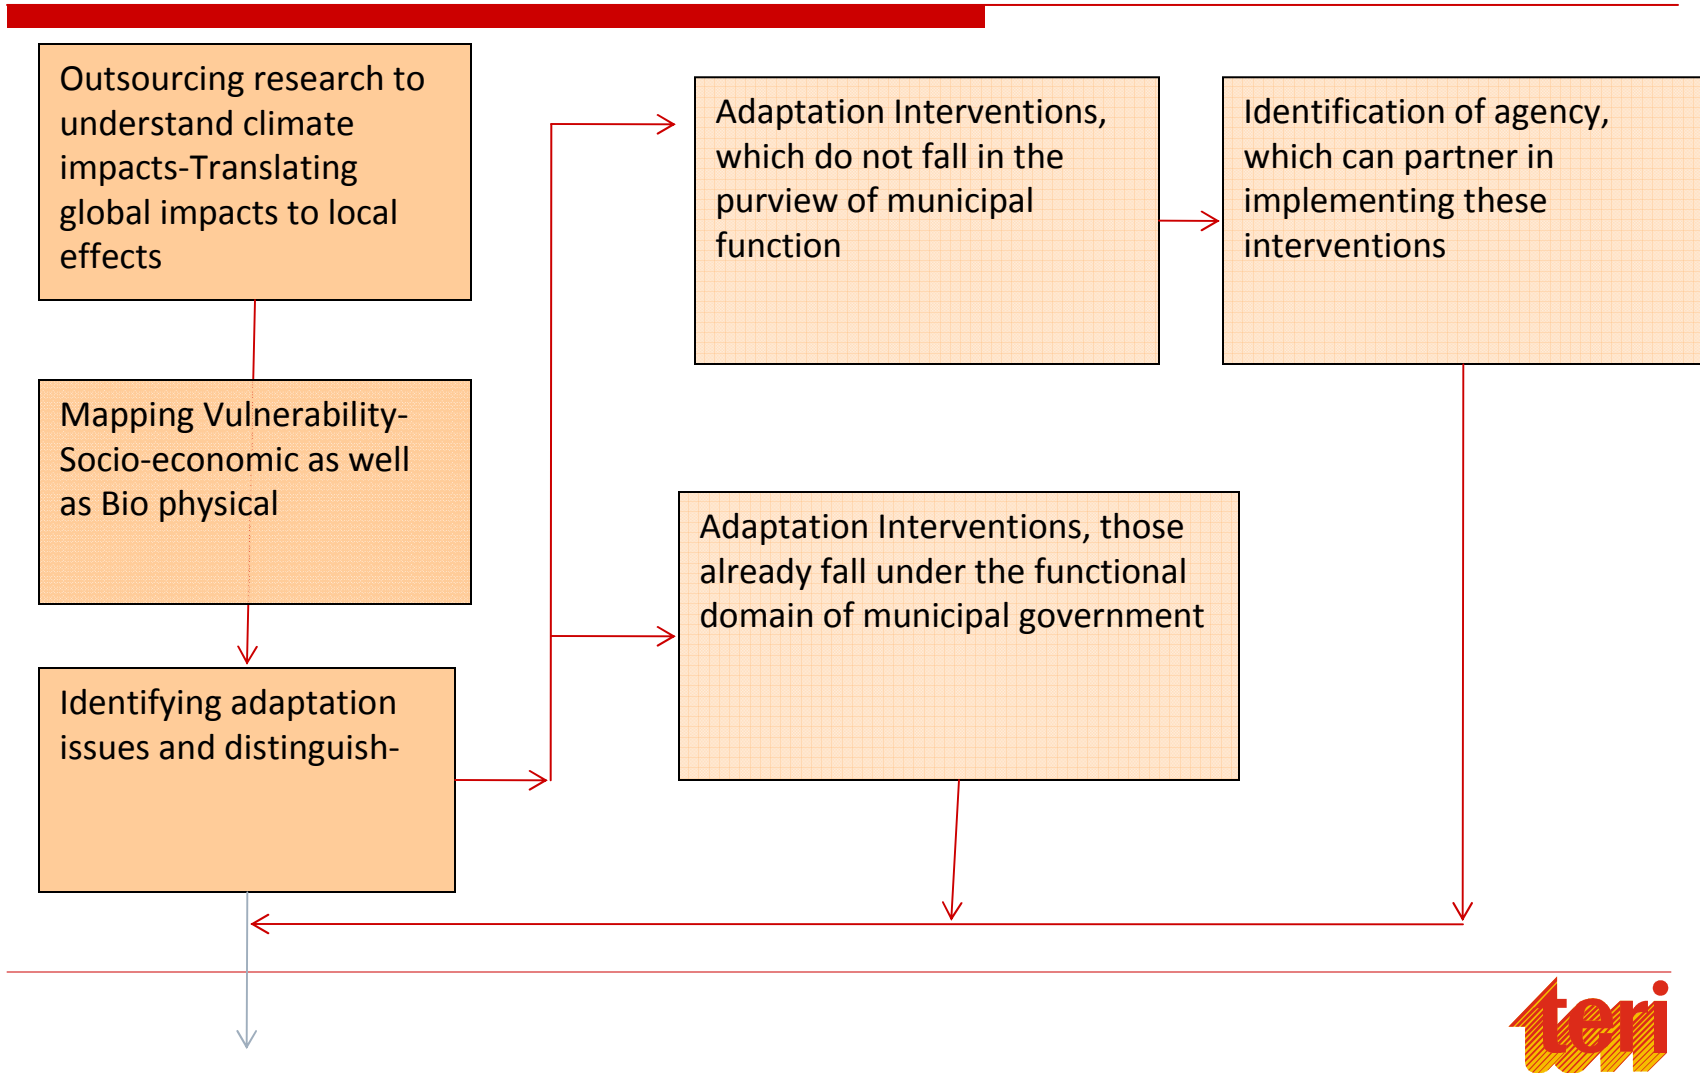 Outsourcing research to
understand climate
impacts-Translating
global impacts to local
effects
Mapping Vulnerability-
Socio-economic as well
as Bio physical
Identifying adaptation
issues and distinguish-
Adaptation Interventions,
which do not fall in the
purview of municipal
function
Identification of agency,
which can partner in
implementing these
interventions
Adaptation Interventions, those
already fall under the functional
domain of municipal government
teri